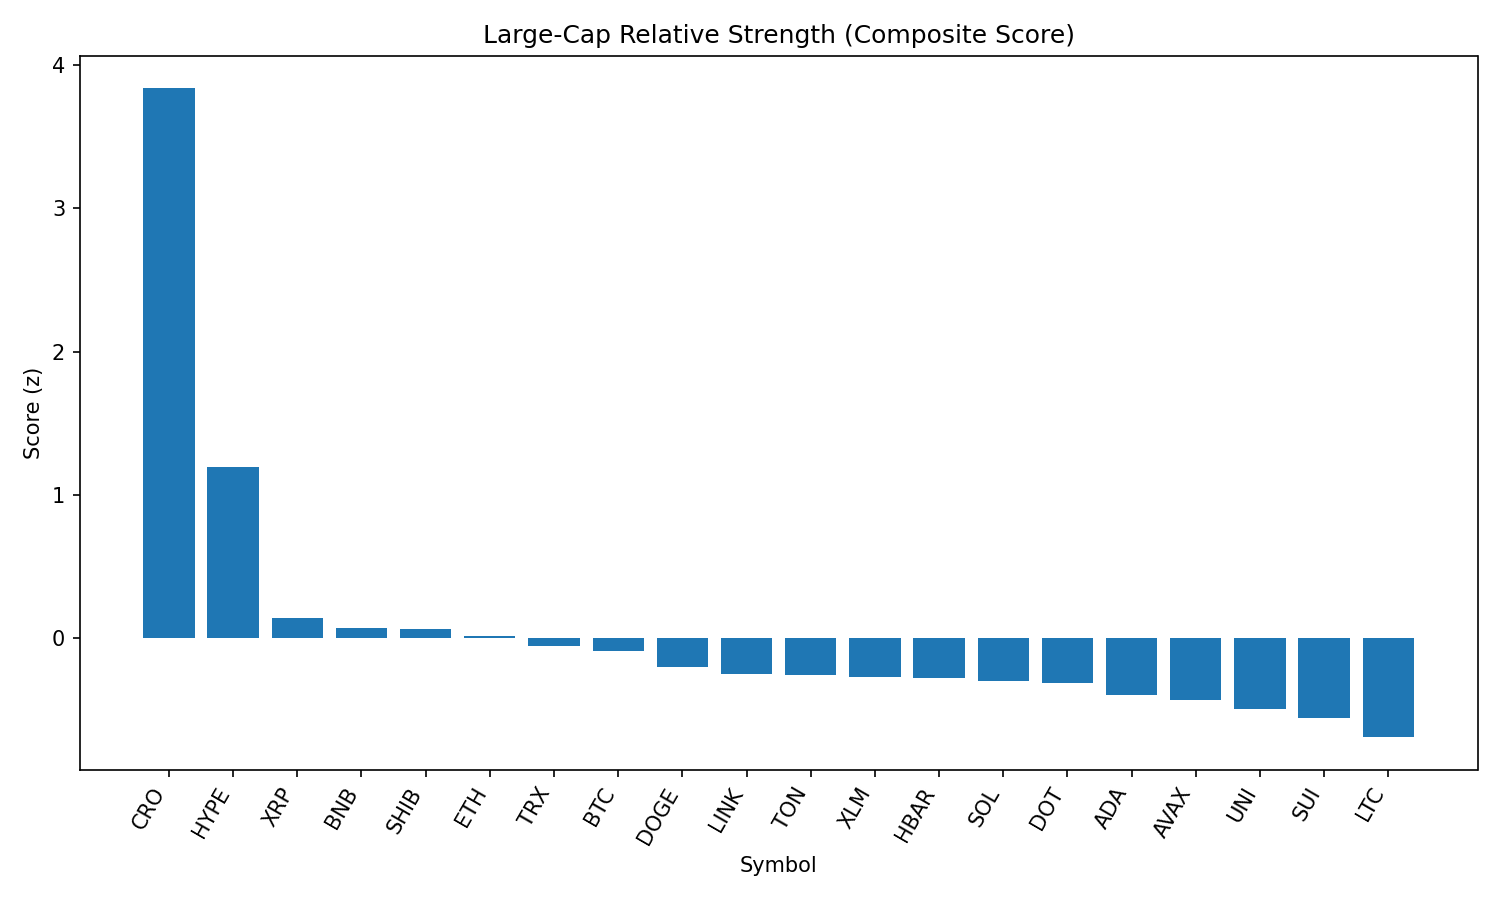 Large-Cap Relative Strength (Composite Score)
4
3
2
1
0
Score (z)
CRO
HYPE
XRP
BNB
SHIB
ETH
TRX
BTC
DOGE
LINK
TON
XLM
HBAR
SOL
DOT
ADA
AVAX
UNI
SUI
LTC
Symbol